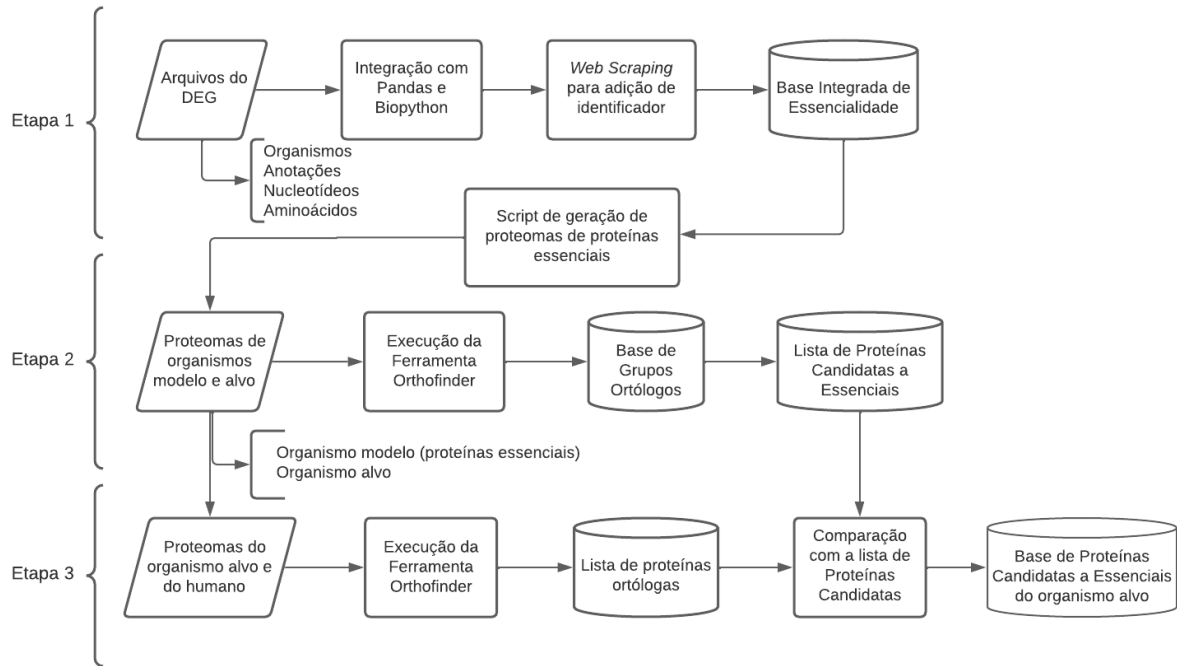 Etapa 1
Arquivos do
DEG
Integração com
Pandas e
Biopython
Web Scraping
para adição de
identificador
Base Integrada de
Essencialidade
Organismos
Anotações
Nucleotídeos
Aminoácidos
Script de geração de
proteomas de proteínas
essenciais
Etapa 2
Proteomas de
organismos
modelo e alvo
Execução da
Ferramenta
Orthofinder
Base de
Grupos
Ortólogos
Lista de Proteínas
Candidatas a
Essenciais
Organismo modelo (proteínas essenciais)
Organismo alvo
Etapa 3
Proteomas do
organismo alvo e
do humano
Execução da
Ferramenta
Orthofinder
Lista de proteínas
ortólogas
Comparação
com a lista de
Proteínas
Candidatas
Base de Proteínas
Candidatas a Essenciais
do organismo alvo